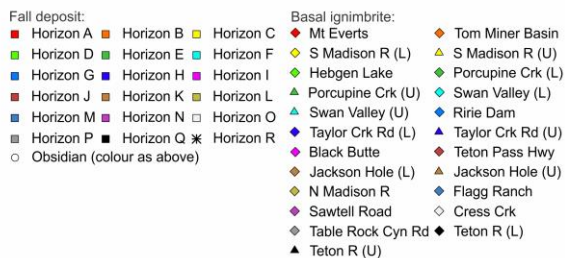 Fall deposit:
Horizon A Horizon B Horizon C
Horizon D Horizon E Horizon F
Horizon G Horizon H Horizon I
Horizon J Horizon K Horizon L
Horizon M Horizon N Horizon O
Horizon P Horizon Q Horizon R
Obsidian (colour as above)
Basal ignimbrite:
Mt Everts Tom Miner Basin
S Madison R (L) S Madison R (U)
Hebgen Lake Porcupine Crk (L)
Porcupine Crk (U) Swan Valley (L)
Swan Valley (U) Ririe Dam
Taylor Crk Rd (L) Taylor Crk Rd (U)
Black Butte Teton Pass Hwy
Jackson Hole (L) Jackson Hole (U)
N Madison R Flagg Ranch
Sawtell Road Cress Crk
Table Rock Cyn Rd Teton R (L)
Teton R (U)